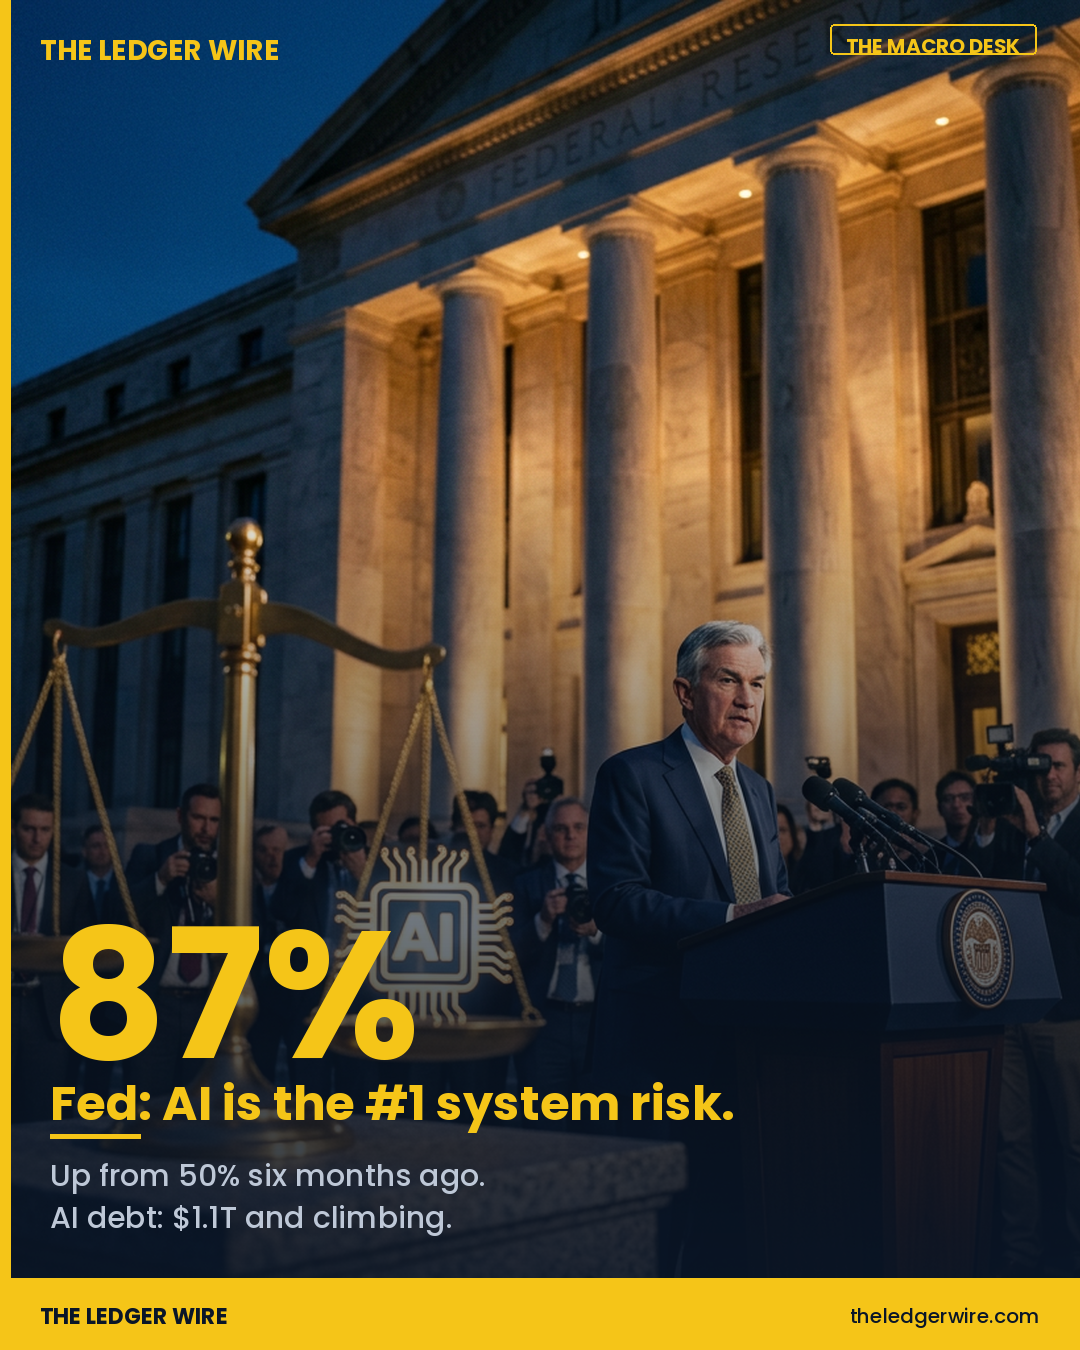 THE LEDGER WIRE
THE MACRO DESK
FEDERAL RESERVE
AI
87%
Fed: AI is the #1 system risk.
Up from 50% six months ago.
AI debt: $1.1T and climbing.
THE LEDGER WIRE
theledgerwire.com